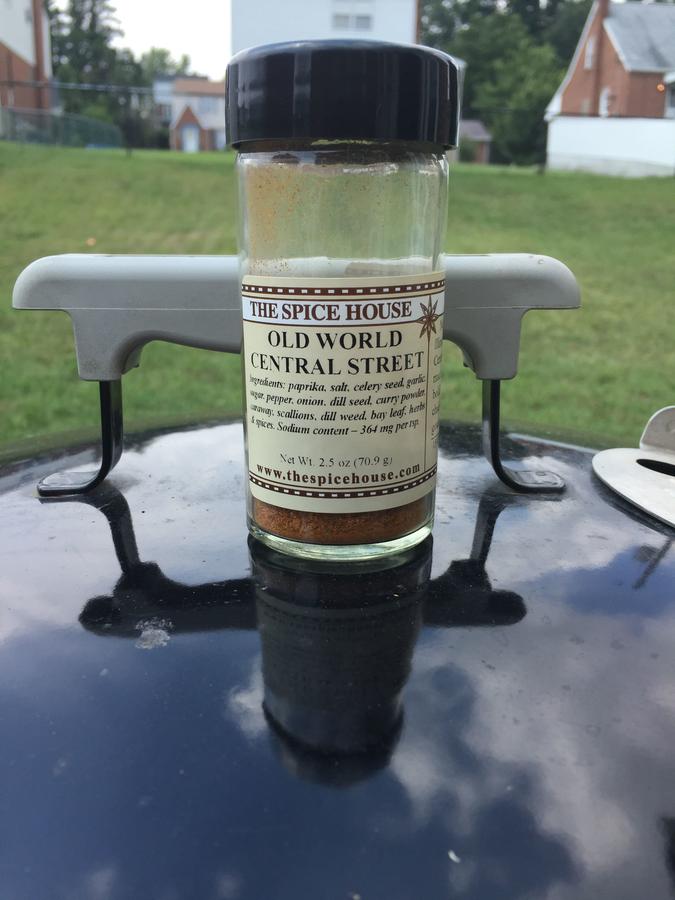 THE SPICE HOUSE
OLD WORLD
CENTRAL STREET
Ingredients: paprika, salt, celery seed, garlic,
sugar, pepper, onion, dill seed, curry powder,
caraway, scallions, dill weed, bay leaf, herbs
& spices. Sodium content – 364 mg per tsp.
Net Wt. 2.5 oz (70.9 g)
www.thespicehouse.com